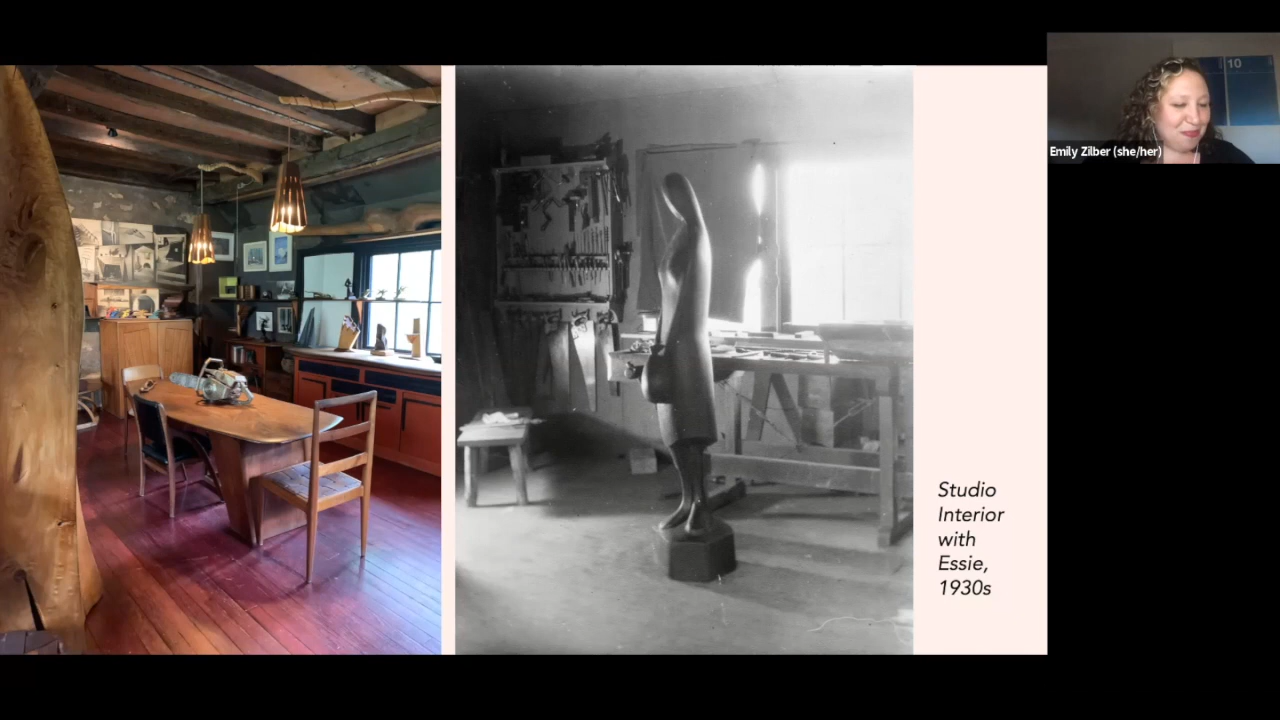 10
Emily Zilber (she/her)
Studio
Interior
with
Essie,
1930s